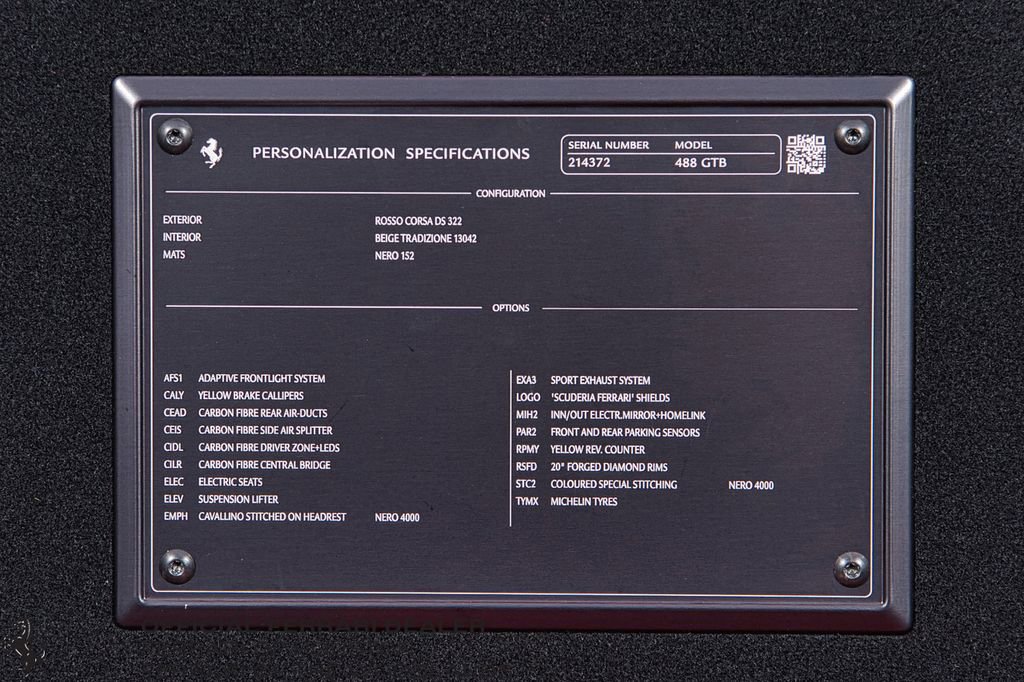 PERSONALIZATION SPECIFICATIONS
SERIAL NUMBER MODEL
214372 488 GTB
CONFIGURATION
EXTERIOR ROSSO CORSA DS 322
INTERIOR BEIGE TRADIZIONE 13042
MATS NERO 152
OPTIONS
AFS1 ADAPTIVE FRONTLIGHT SYSTEM
CALY YELLOW BRAKE CALLIPERS
CEAD CARBON FIBRE REAR AIR-DUCTS
CEIS CARBON FIBRE SIDE AIR SPLITTER
CIDL CARBON FIBRE DRIVER ZONE+LEDS
CILR CARBON FIBRE CENTRAL BRIDGE
ELEC ELECTRIC SEATS
ELEV SUSPENSION LIFTER
EMPH CAVALLINO STITCHED ON HEADREST NERO 4000
EXA3 SPORT EXHAUST SYSTEM
LOGO 'SCUDERIA FERRARI' SHIELDS
MIH2 INN/OUT ELECTR.MIRROR+HOMELINK
PAR2 FRONT AND REAR PARKING SENSORS
RPMY YELLOW REV. COUNTER
RSFD 20" FORGED DIAMOND RIMS
STC2 COLOURED SPECIAL STITCHING NERO 4000
TYMX MICHELIN TYRES
OFFICIAL FERRARI DEALER